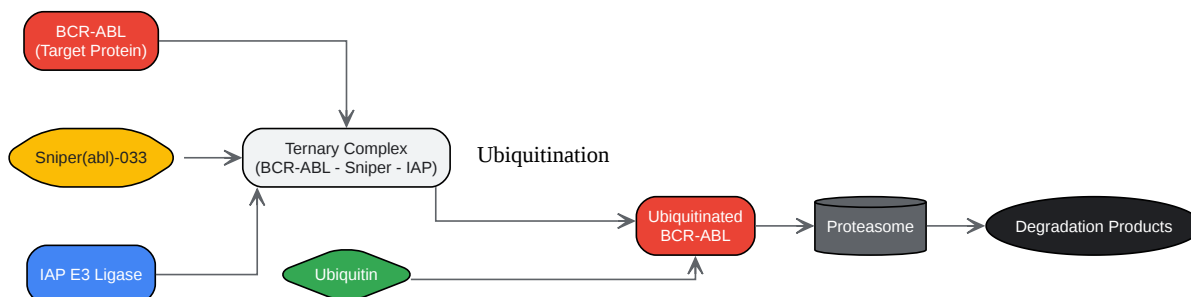 BCR-ABL
(Target Protein)
Sniper(abl)-033
Ternary Complex
(BCR-ABL - Sniper - IAP)
Ubiquitination
IAP E3 Ligase
Ubiquitin
Ubiquitinated
BCR-ABL
Proteasome
Degradation Products